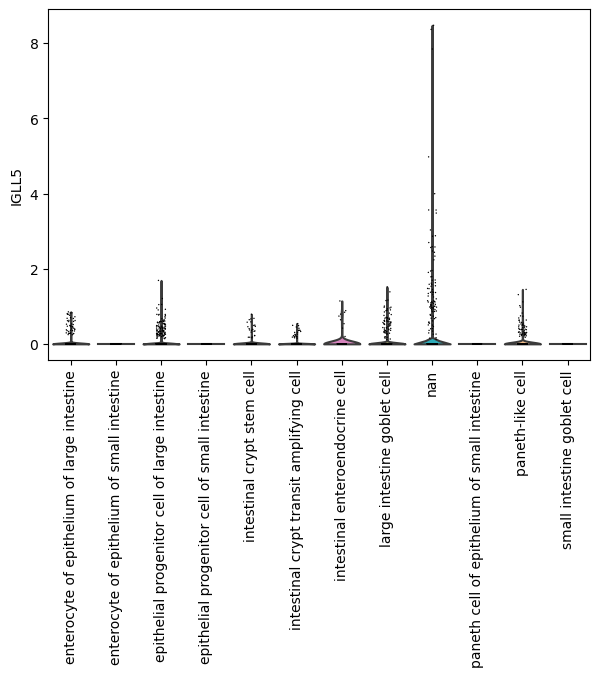 8
6
4
2
0
IGLL5
enterocyte of epithelium of large intestine
enterocyte of epithelium of small intestine
epithelial progenitor cell of large intestine
epithelial progenitor cell of small intestine
intestinal crypt stem cell
intestinal crypt transit amplifying cell
intestinal enteroendocrine cell
large intestine goblet cell
nan
paneth cell of epithelium of small intestine
paneth-like cell
small intestine goblet cell